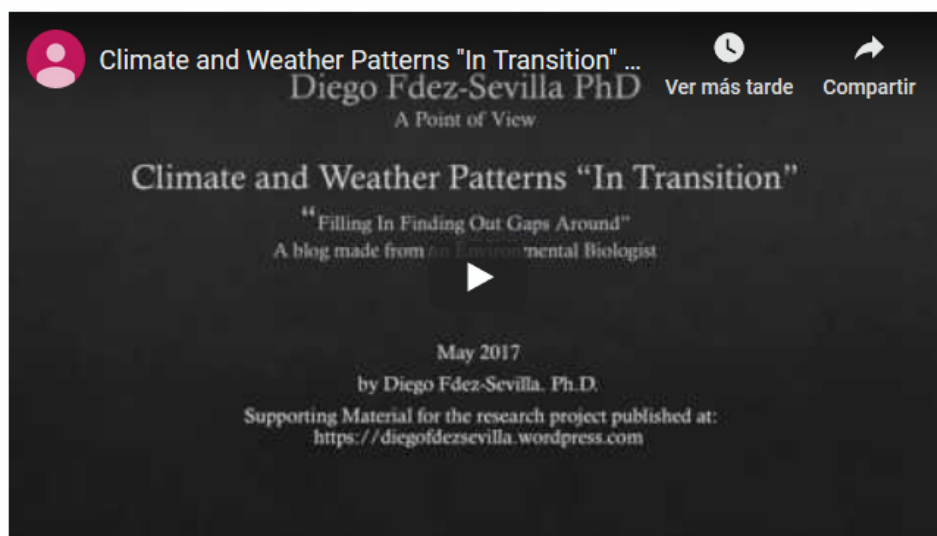 Climate and Weather Patterns "In Transition" ...
Ver más tarde
Compartir
Diego Fdez-Sevilla PhD
A Point of View
Climate and Weather Patterns “In Transition”
“Filling In Finding Out Gaps Around”
A blog made from an Environmental Biologist
May 2017
by Diego Fdez-Sevilla. Ph.D.
Supporting Material for the research project published at:
https://diegofdezsevilla.wordpress.com